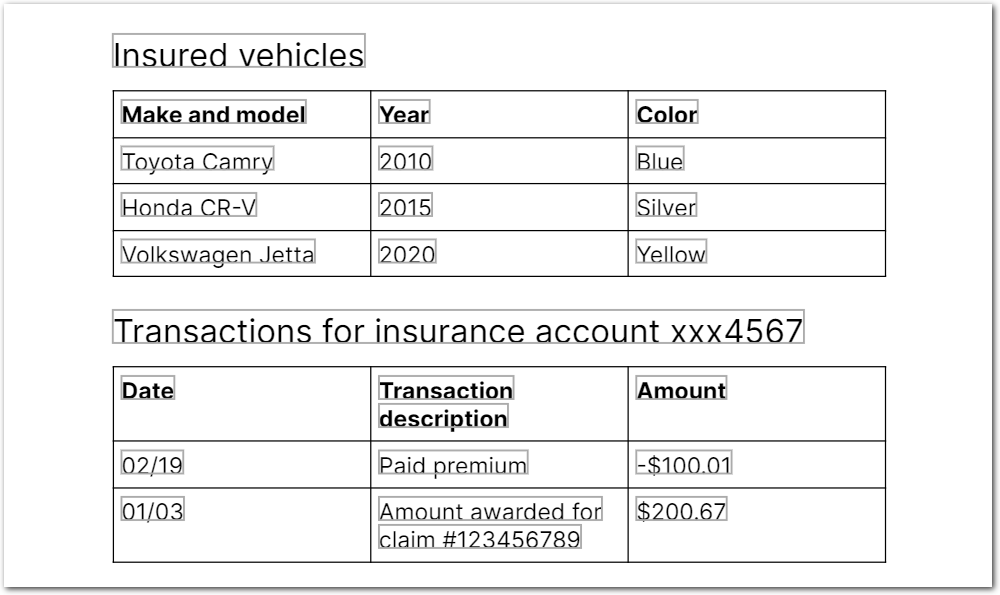 Insured vehicles
Make and model Year Color
Toyota Camry 2010 Blue
Honda CR-V 2015 Silver
Volkswagen Jetta 2020 Yellow
Transactions for insurance account xxx4567
Date Transaction Amount
description
02/19 Paid premium -$100.01
01/03 Amount awarded for $200.67
claim #123456789